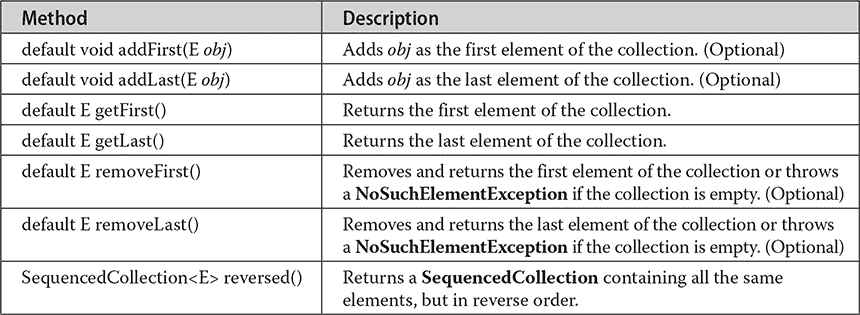 Method Description
default void addFirst(E obj) Adds obj as the first element of the collection. (Optional)
default void addLast(E obj) Adds obj as the last element of the collection. (Optional)
default E getFirst() Returns the first element of the collection.
default E getLast() Returns the last element of the collection.
default E removeFirst() Removes and returns the first element of the collection or throws
a NoSuchElementException if the collection is empty. (Optional)
default E removeLast() Removes and returns the last element of the collection or throws
a NoSuchElementException if the collection is empty. (Optional)
SequencedCollection<E> reversed() Returns a SequencedCollection containing all the same
elements, but in reverse order.